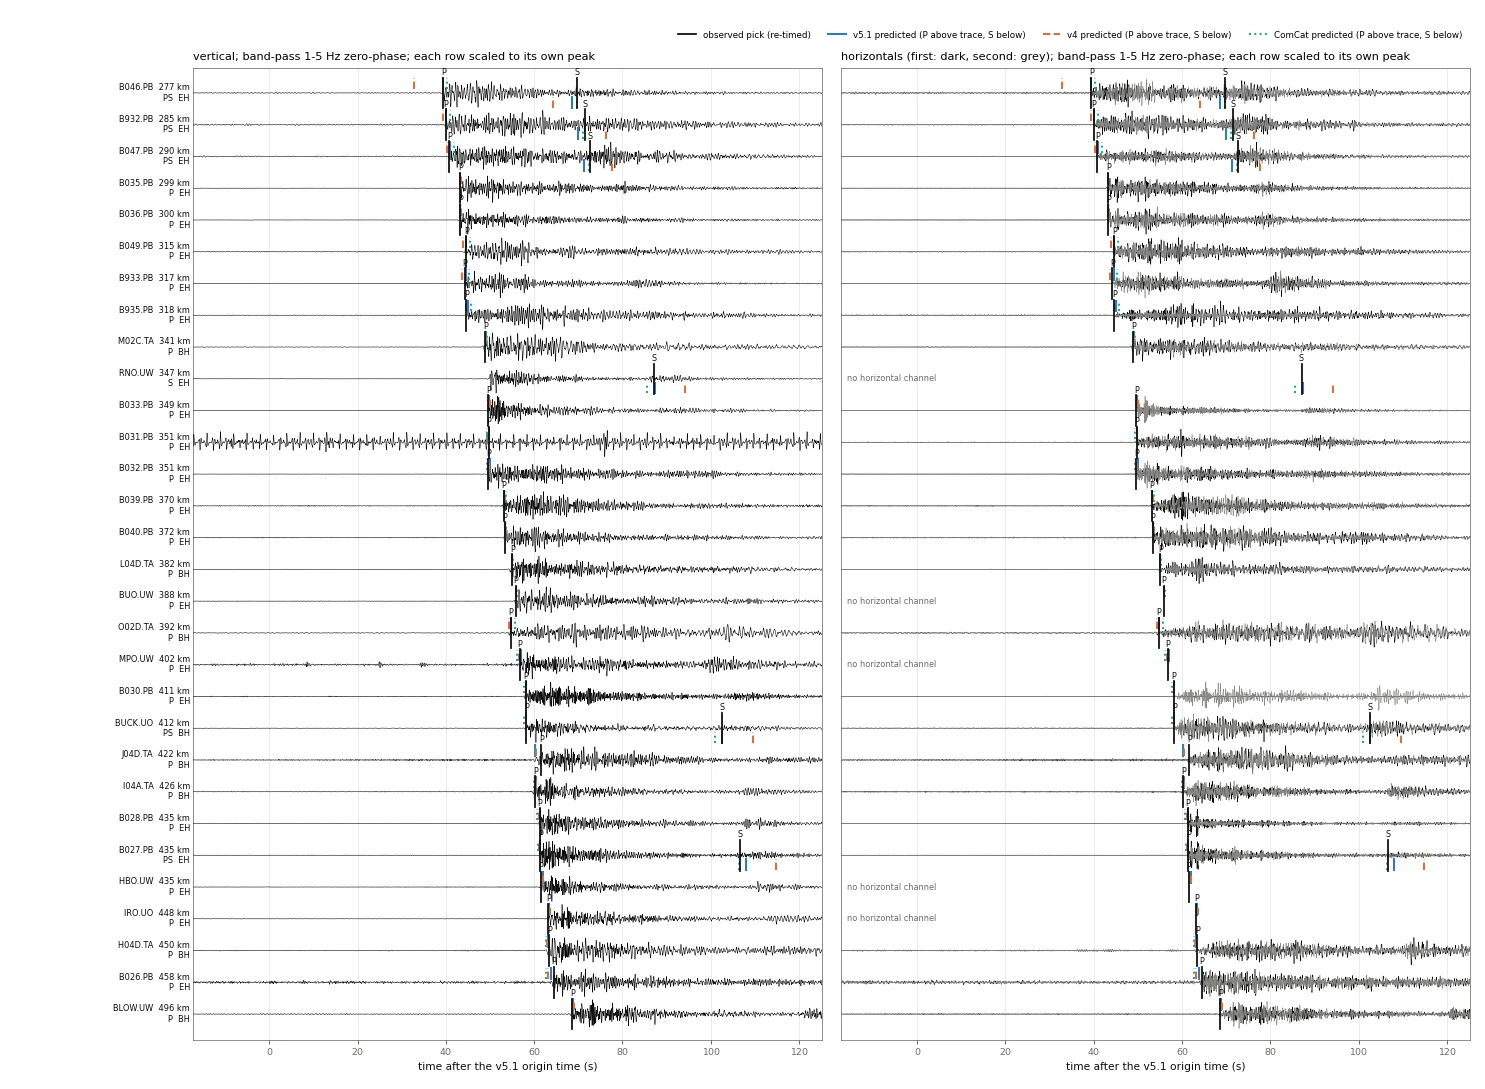 observed pick (re-timed)
v5.1 predicted (P above trace, S below)
v4 predicted (P above trace, S below)
ComCat predicted (P above trace, S below)
vertical; band-pass 1-5 Hz zero-phase; each row scaled to its own peak
horizontals (first: dark, second: grey); band-pass 1-5 Hz zero-phase; each row scaled to its own peak
B046.PB 277 km
PS EH
B932.PB 285 km
PS EH
B047.PB 290 km
PS EH
B035.PB 299 km
P EH
B036.PB 300 km
P EH
B049.PB 315 km
P EH
B933.PB 317 km
P EH
B935.PB 318 km
P EH
M02C.TA 341 km
P BH
RNO.UW 347 km
S EH
no horizontal channel
B033.PB 349 km
P EH
B031.PB 351 km
P EH
B032.PB 351 km
P EH
B039.PB 370 km
P EH
B040.PB 372 km
P EH
L04D.TA 382 km
P BH
BUO.UW 388 km
P EH
no horizontal channel
O02D.TA 392 km
P BH
MPO.UW 402 km
P EH
no horizontal channel
B030.PB 411 km
P EH
BUCK.UO 412 km
PS BH
J04D.TA 422 km
P BH
I04A.TA 426 km
P BH
B028.PB 435 km
P EH
B027.PB 435 km
PS EH
HBO.UW 435 km
P EH
no horizontal channel
IRO.UO 448 km
P EH
no horizontal channel
H04D.TA 450 km
P BH
B026.PB 458 km
P EH
BLOW.UW 496 km
P BH
0 20 40 60 80 100 120
0 20 40 60 80 100 120
time after the v5.1 origin time (s)
time after the v5.1 origin time (s)